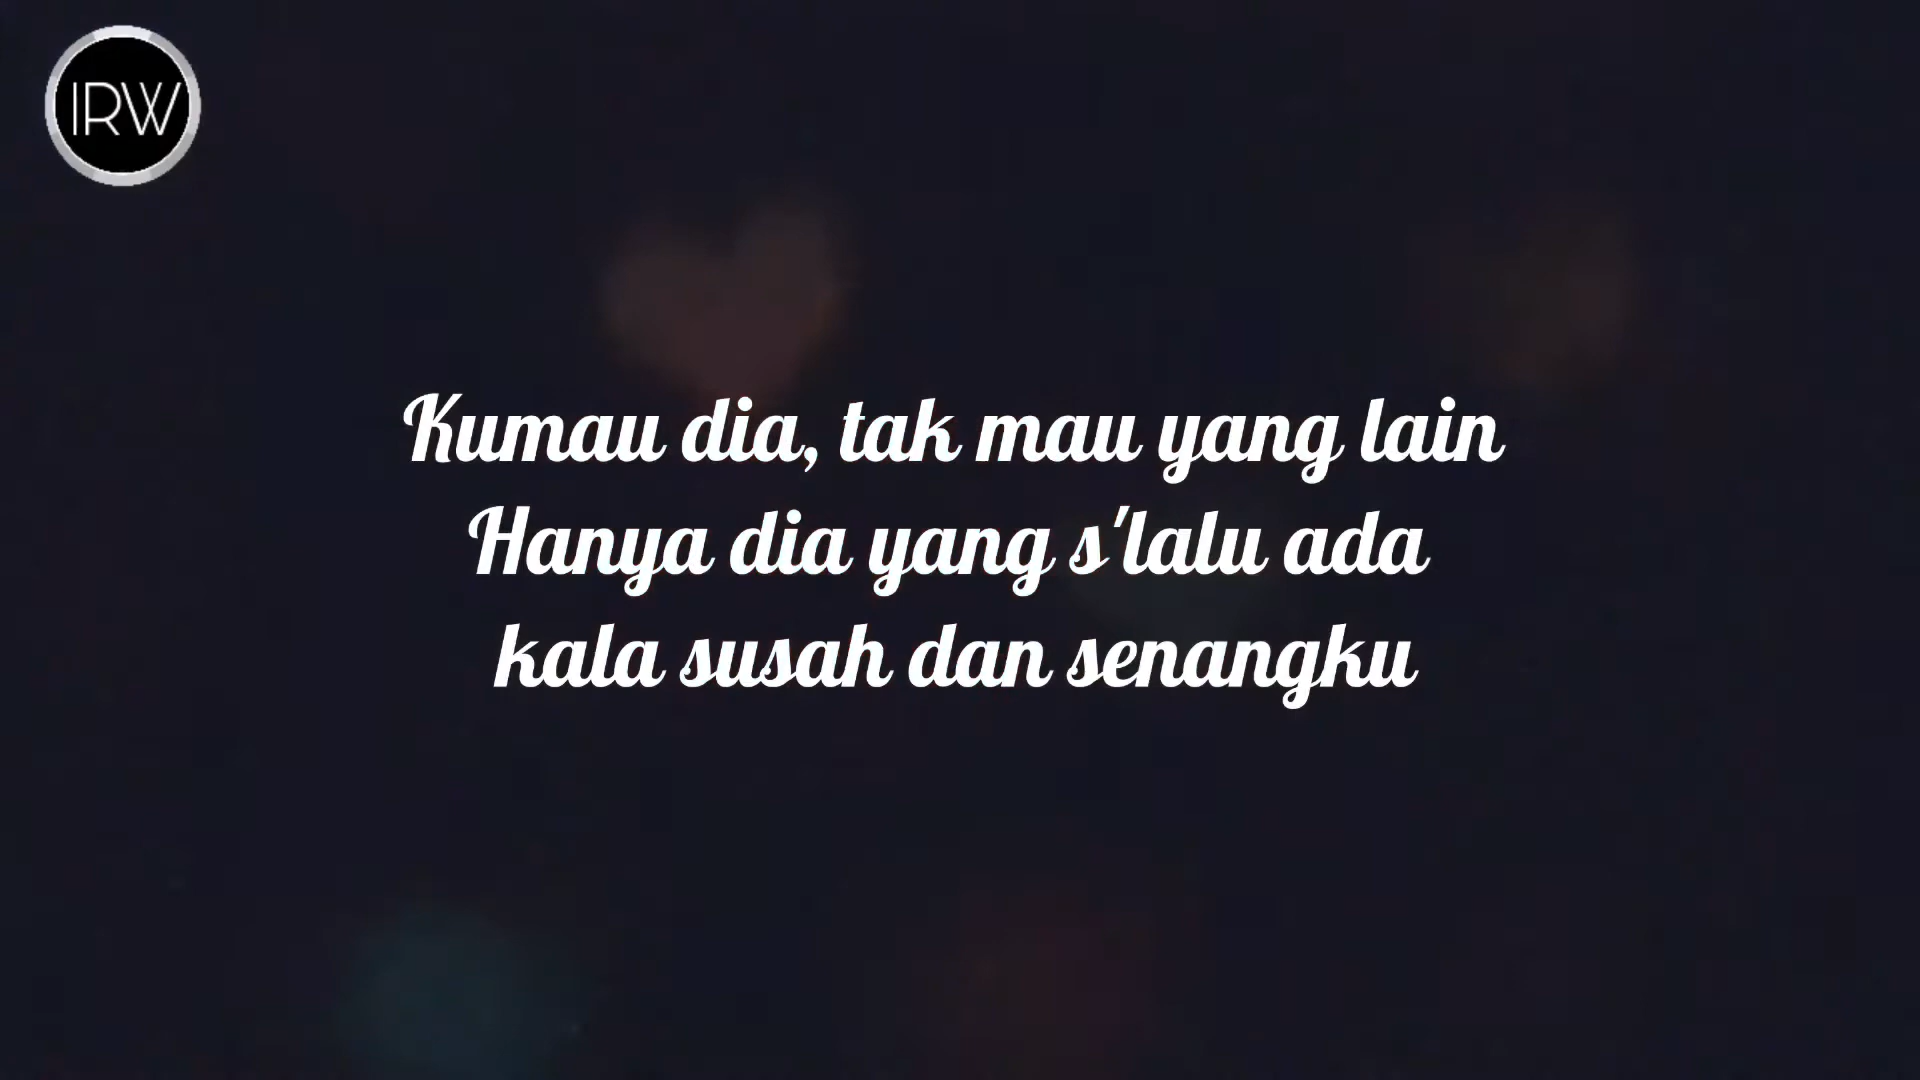 IRW
Kumau dia, tak mau yang lain
Hanya dia yang s'lalu ada
kala susah dan senangku